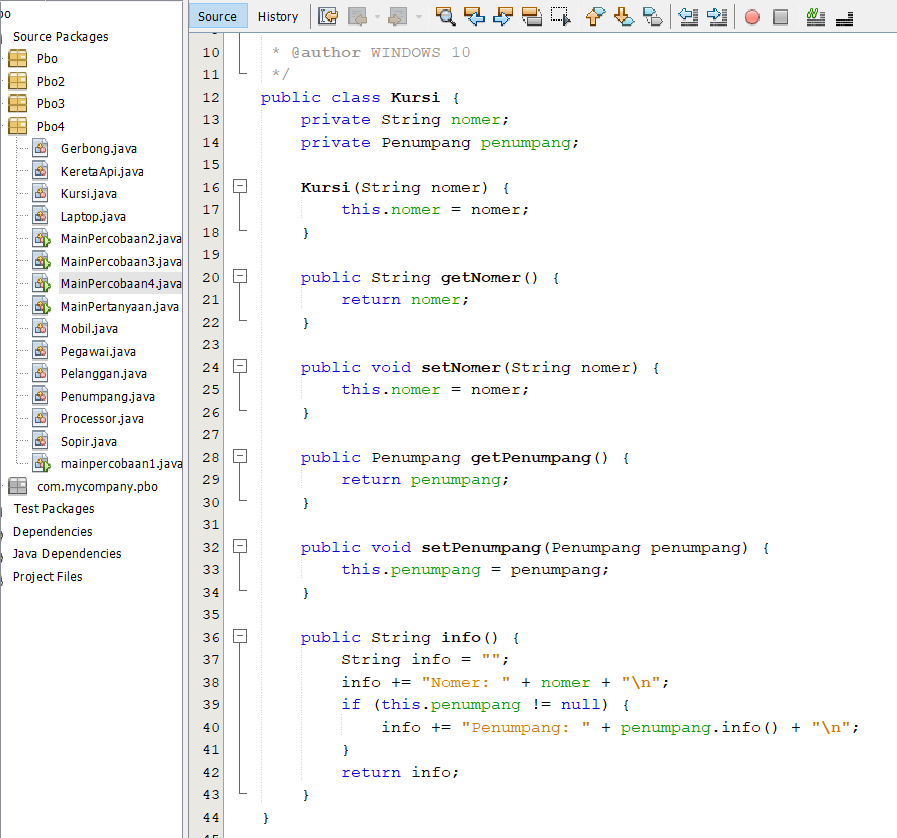 Source Packages
Pbo
Pbo2
Pbo3
Pbo4
Gerbong.java
KeretaApi.java
Kursi.java
Laptop.java
MainPercobaan2.java
MainPercobaan3.java
MainPercobaan4.java
MainPertanyaan.java
Mobil.java
Pegawai.java
Pelanggan.java
Penumpang.java
Processor.java
Sopir.java
mainpercobaan1.java
com.mycompany.pbo
Test Packages
Dependencies
Java Dependencies
Project Files
Source History
10 * @author WINDOWS 10
11 */
12 public class Kursi {
13 private String nomer;
14 private Penumpang penumpang;
15
16 Kursi(String nomer) {
17 this.nomer = nomer;
18 }
19
20 public String getNomer() {
21 return nomer;
22 }
23
24 public void setNomer(String nomer) {
25 this.nomer = nomer;
26 }
27
28 public Penumpang getPenumpang() {
29 return penumpang;
30 }
31
32 public void setPenumpang(Penumpang penumpang) {
33 this.penumpang = penumpang;
34 }
35
36 public String info() {
37 String info = "";
38 info += "Nomer: " + nomer + "\n";
39 if (this.penumpang != null) {
40 info += "Penumpang: " + penumpang.info() + "\n";
41 }
42 return info;
43 }
44 }